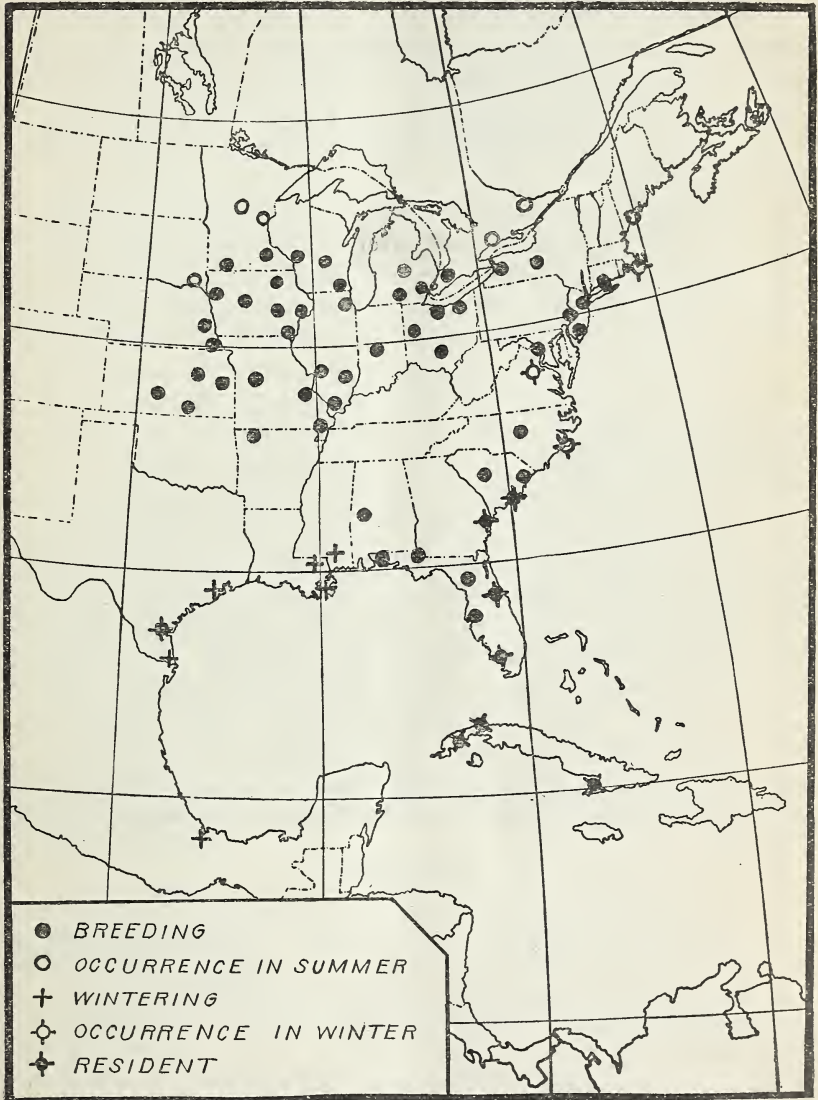 BREEDING
OCCURRENCE IN SUMMER
WINTERING
OCCURRENCE IN WINTER
RESIDENT